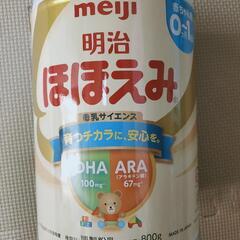 meiji
赤ちゃん
0
明治
ほほえみ
母乳サイエンス
育つチカラに、安心を。
DHA ARA
(アラキドン酸)
100mg 67mg
800g
MADE IN